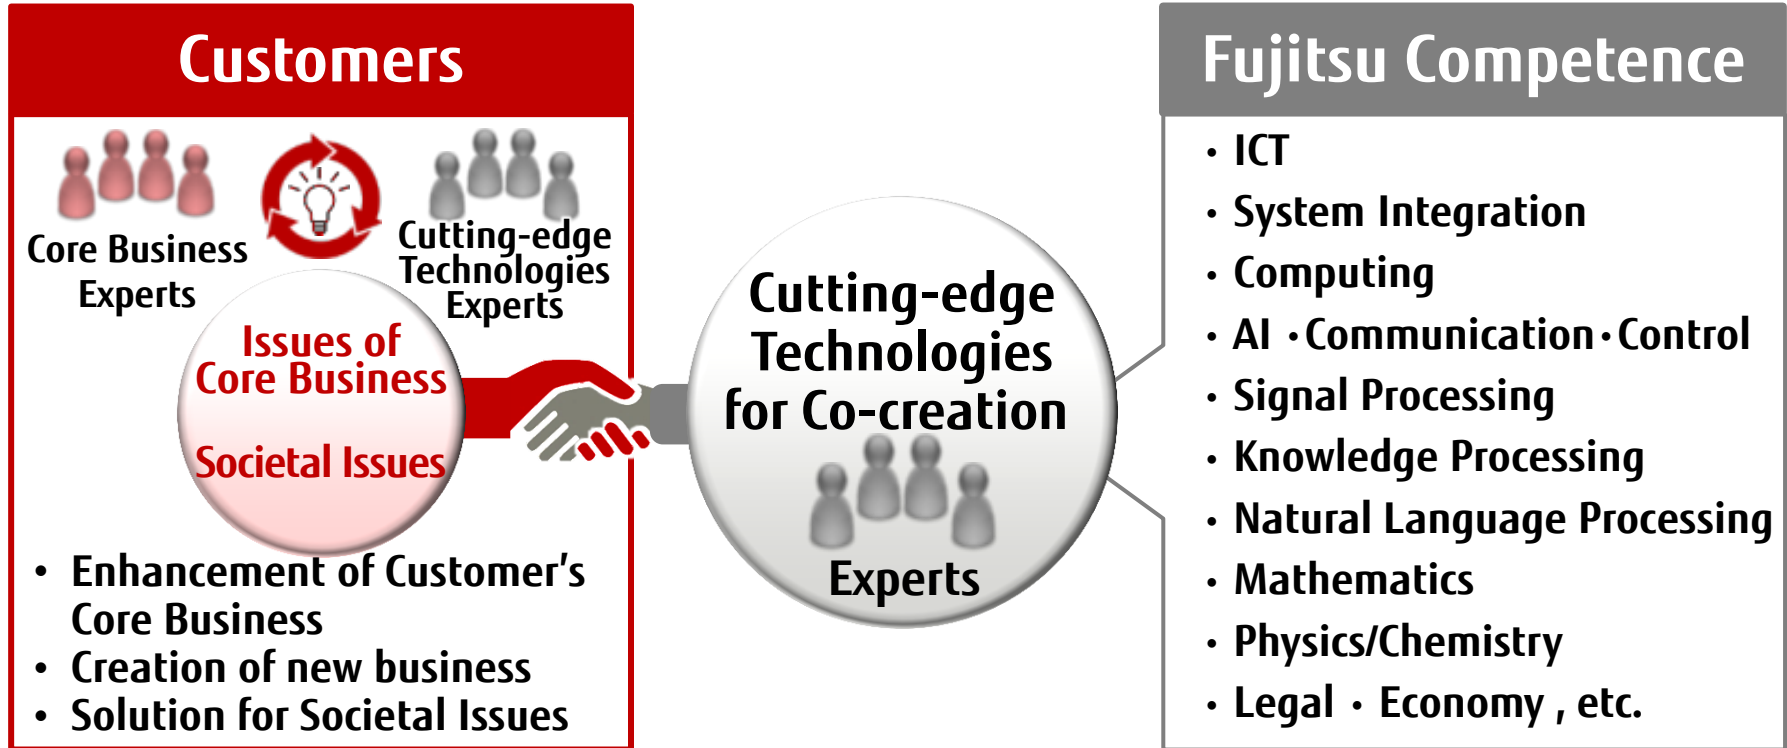 Customers
Core Business
Experts
Cutting-edge
Technologies
Experts
Issues of
Core Business
Societal Issues
• Enhancement of Customer's
Core Business
• Creation of new business
• Solution for Societal Issues
Cutting-edge
Technologies
for Co-creation
Experts
Fujitsu Competence
・ICT
・System Integration
・Computing
・AI ・Communication・Control
・Signal Processing
・Knowledge Processing
・Natural Language Processing
・Mathematics
・Physics/Chemistry
・Legal ・ Economy , etc.